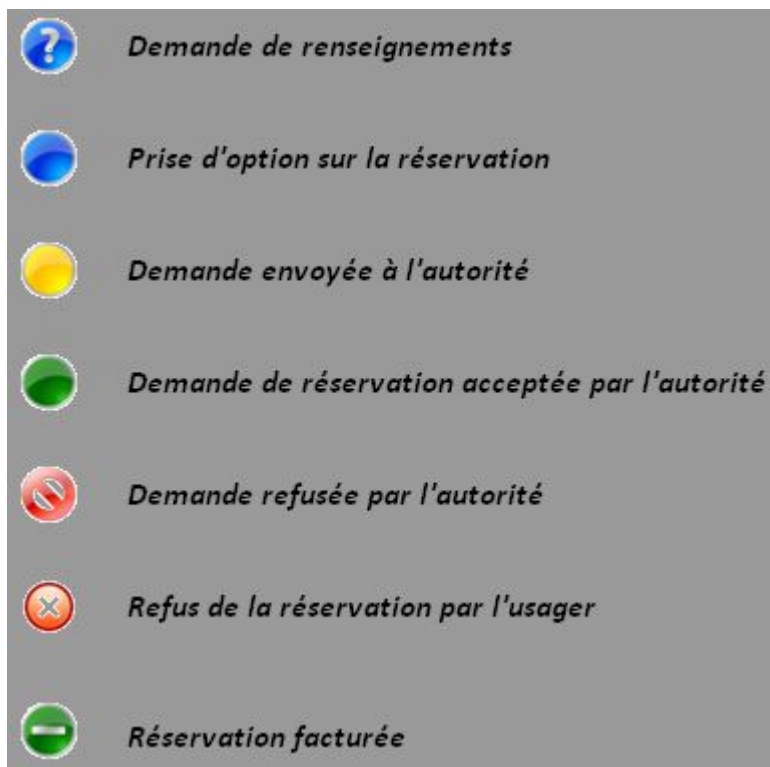 Demande de renseignements
Prise d'option sur la réservation
Demande envoyée à l'autorité
Demande de réservation acceptée par l'autorité
Demande refusée par l'autorité
Refus de la réservation par l'usager
Réservation facturée